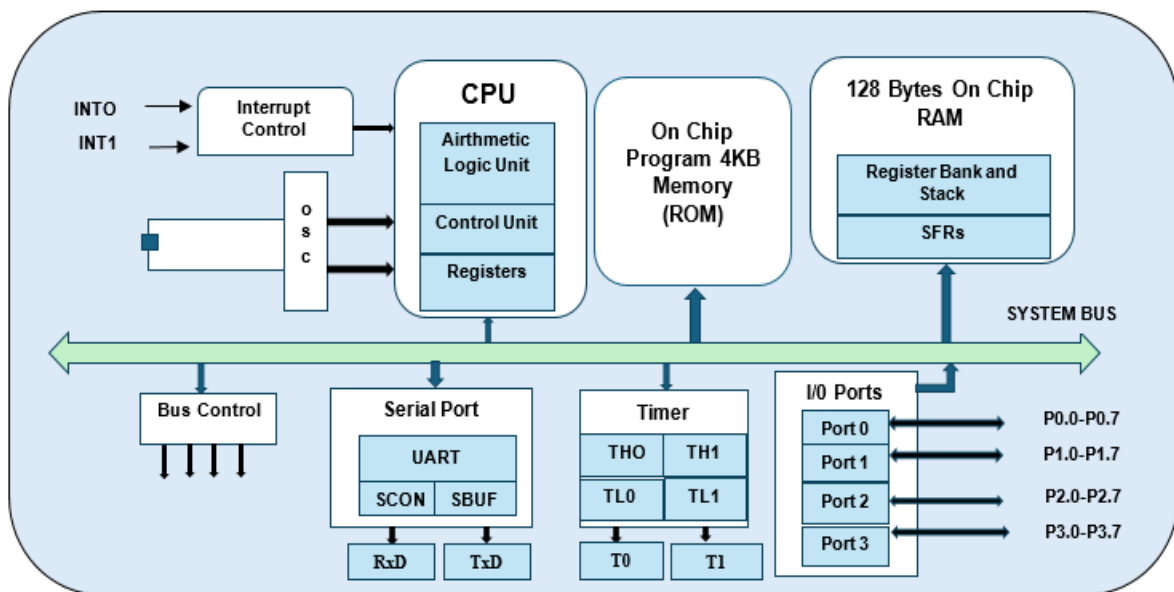 INTO
INT1
Interrupt
Control
O
S
C
CPU
Airthmetic
Logic Unit
Control Unit
Registers
On Chip
Program 4KB
Memory
(ROM)
128 Bytes On Chip
RAM
Register Bank and
Stack
SFRs
SYSTEM BUS
Bus Control
Serial Port
UART
SCON SBUF
RxD TxD
Timer
THO TH1
TL0 TL1
T0 T1
I/0 Ports
Port 0
Port 1
Port 2
Port 3
P0.0-P0.7
P1.0-P1.7
P2.0-P2.7
P3.0-P3.7